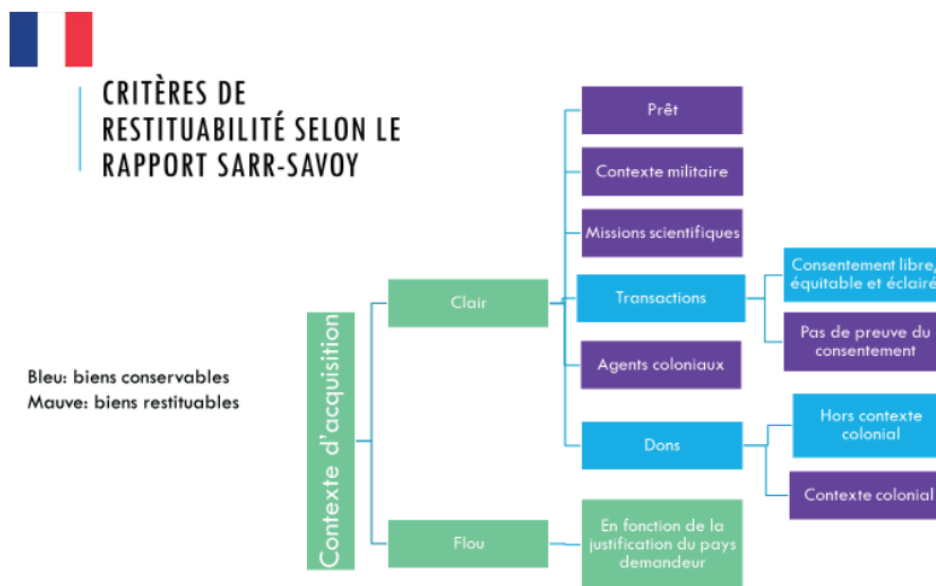 CRITÈRES DE
RESTITUABILITÉ SELON LE
RAPPORT SARR-SAVOY
Bleu: biens conservables
Mauve: biens restituables
Contexte d'acquisition
Clair
Prêt
Contexte militaire
Missions scientifiques
Transactions
Consentement libre,
équitable et éclairé
Pas de preuve du
consentement
Agents coloniaux
Dons
Hors contexte
colonial
Contexte colonial
Flou
En fonction de la
justification du pays
demandeur